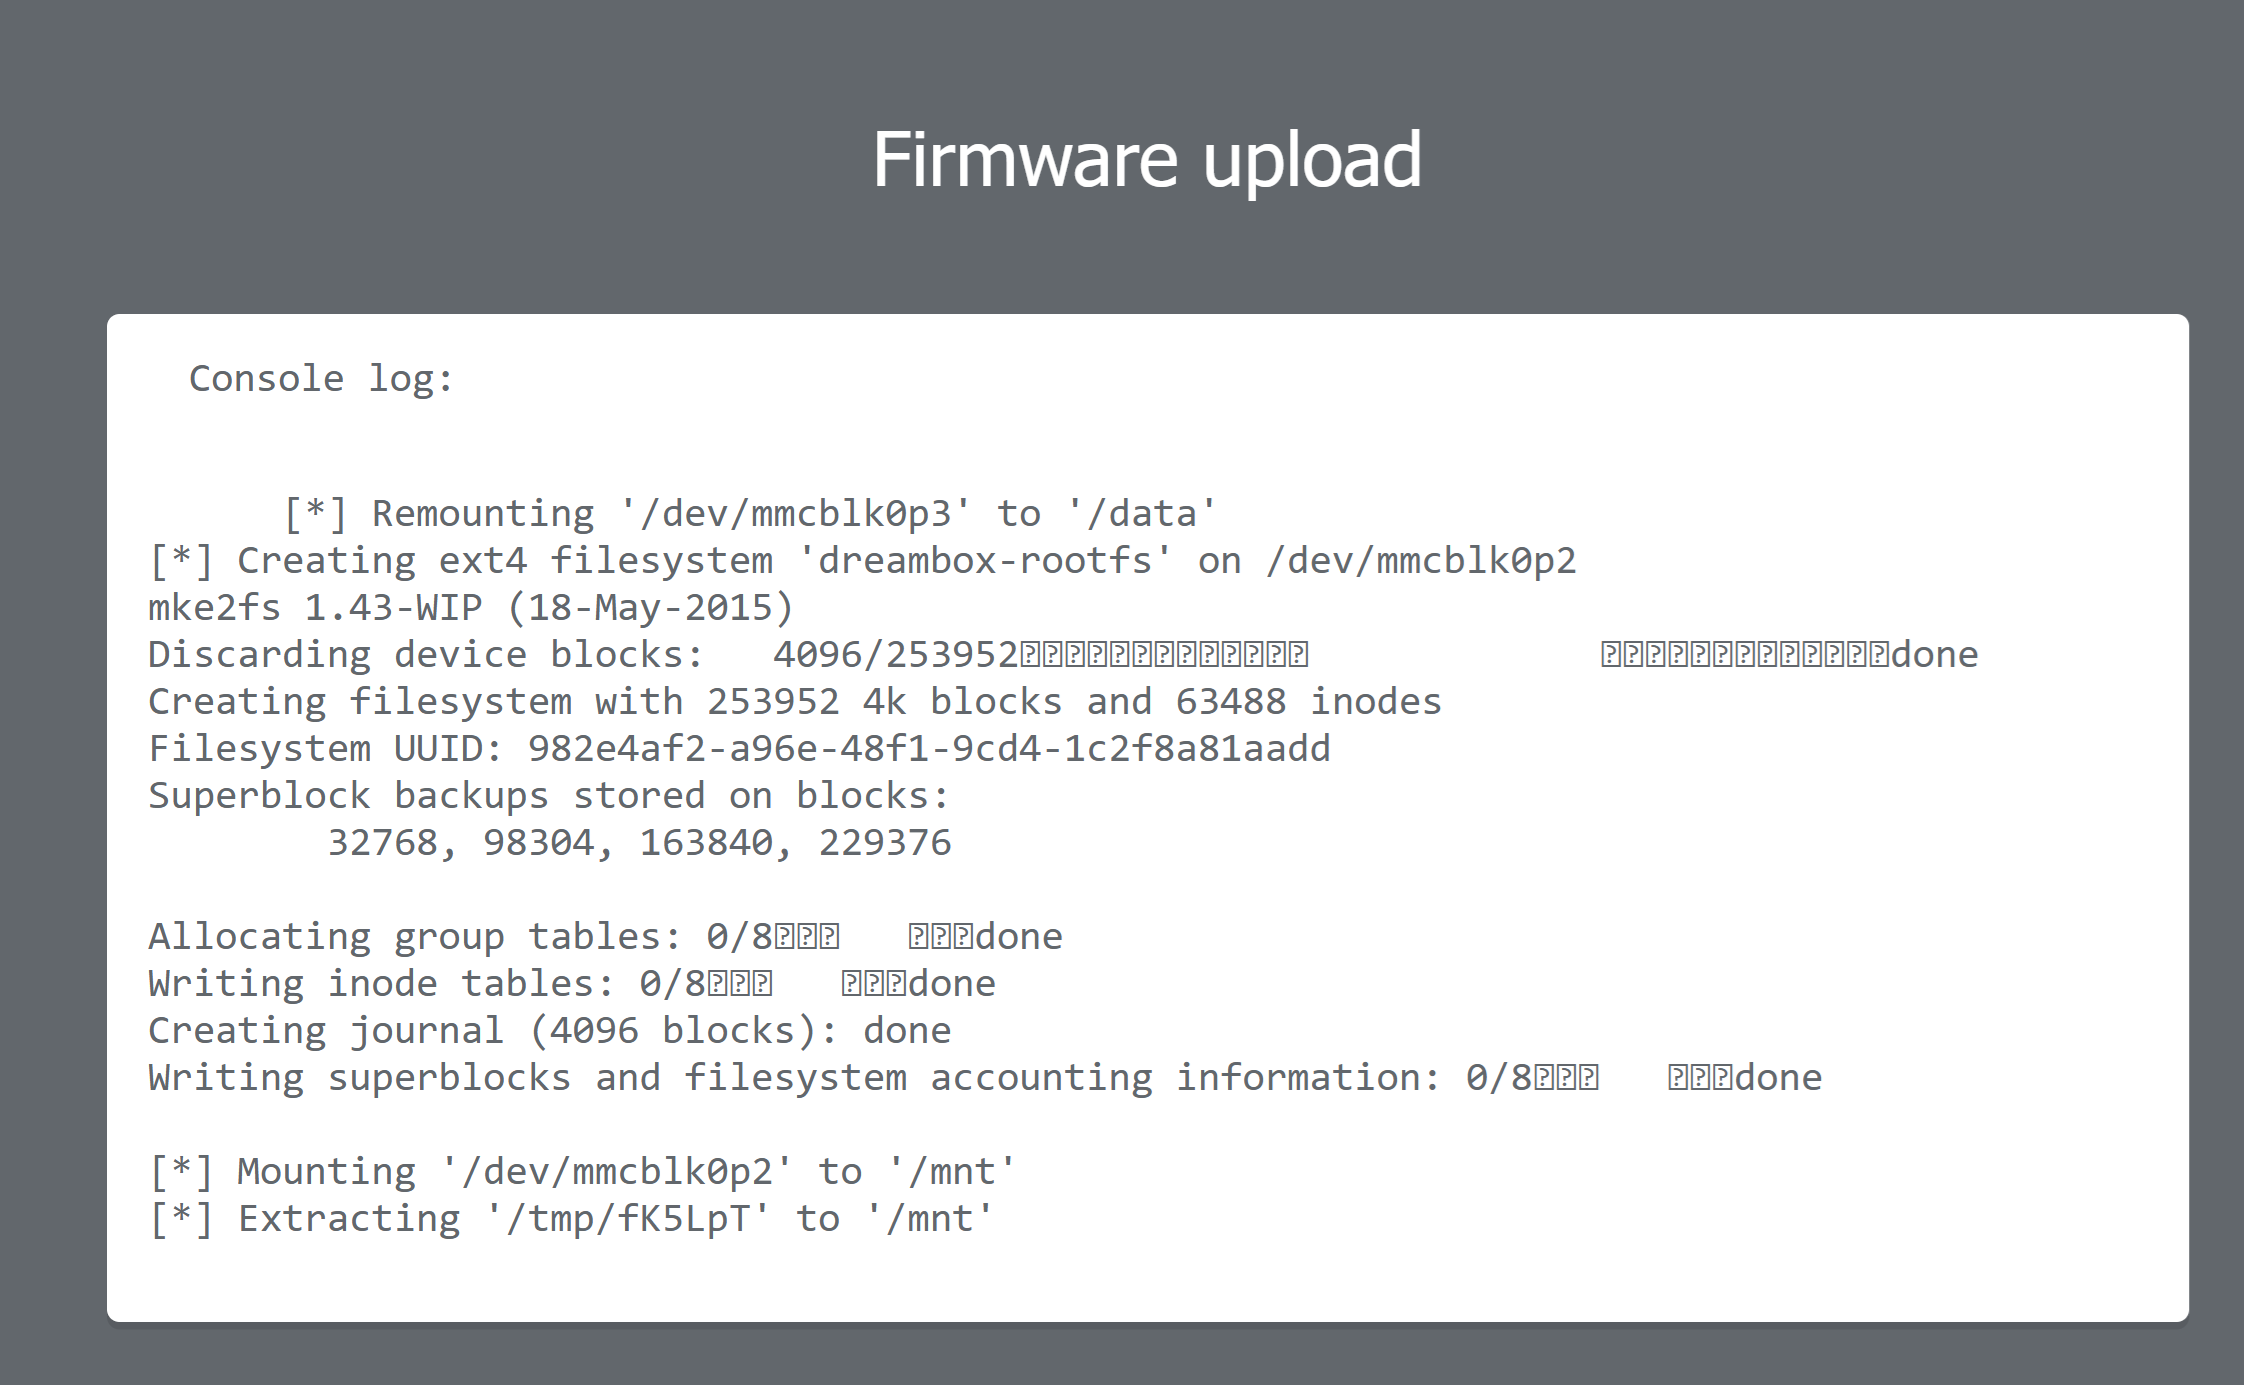 Firmware upload
Console log:
[*] Remounting '/dev/mmcblk0p3' to '/data'
[*] Creating ext4 filesystem 'dreambox-rootfs' on /dev/mmcblk0p2
mke2fs 1.43-WIP (18-May-2015)
Discarding device blocks:   4096/253952�������������             �������������done
Creating filesystem with 253952 4k blocks and 63488 inodes
Filesystem UUID: 982e4af2-a96e-48f1-9cd4-1c2f8a81aadd
Superblock backups stored on blocks:
32768, 98304, 163840, 229376
Allocating group tables: 0/8���   ���done
Writing inode tables: 0/8���   ���done
Creating journal (4096 blocks): done
Writing superblocks and filesystem accounting information: 0/8���   ���done
[*] Mounting '/dev/mmcblk0p2' to '/mnt'
[*] Extracting '/tmp/fK5LpT' to '/mnt'